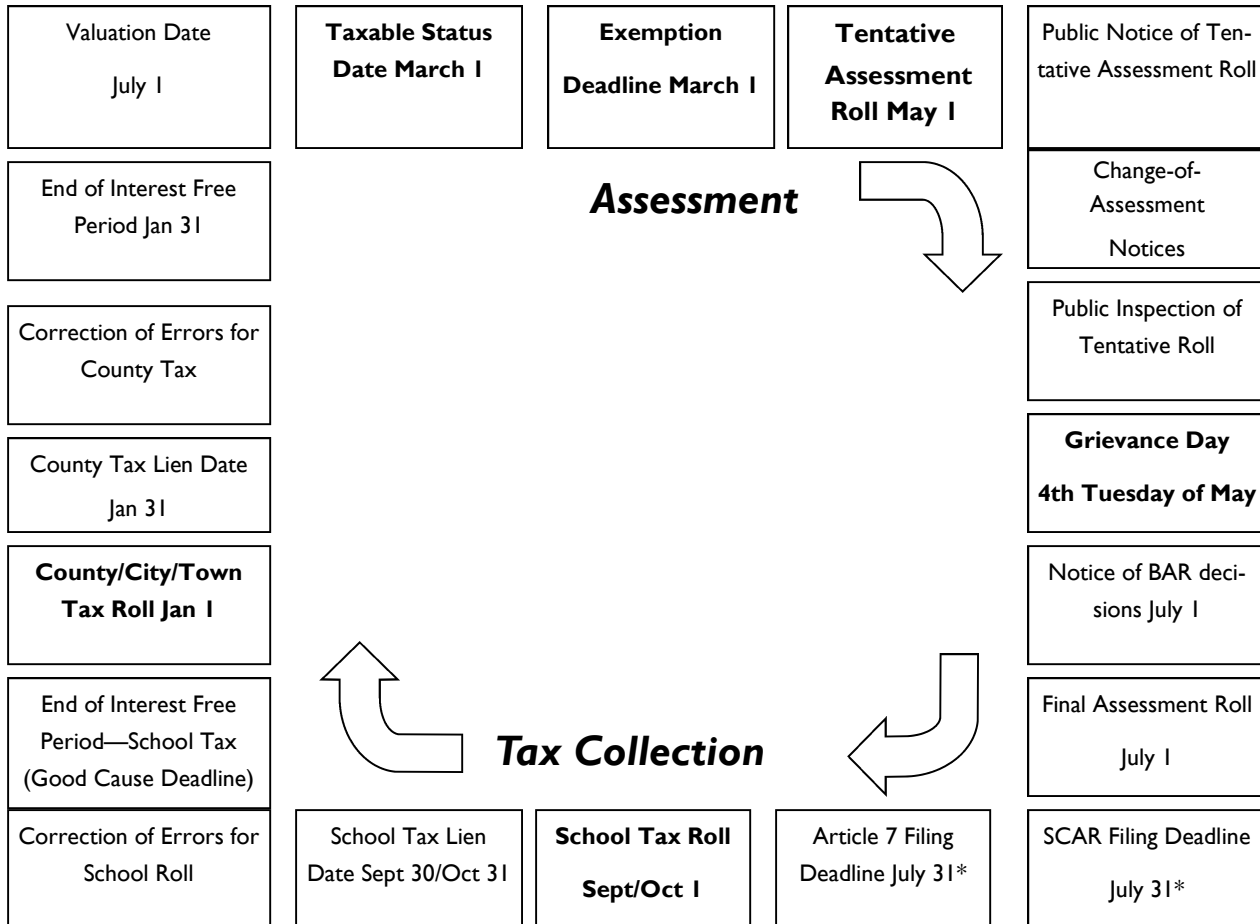 Valuation Date
July 1
Taxable Status
Date March 1
Exemption
Deadline March 1
Tentative
Assessment
Roll May 1
Public Notice of Ten-
tative Assessment Roll
Change-of-
Assessment
Notices
Public Inspection of
Tentative Roll
Grievance Day
4th Tuesday of May
Notice of BAR deci-
sions July 1
Final Assessment Roll
July 1
SCAR Filing Deadline
July 31*
Article 7 Filing
Deadline July 31*
School Tax Roll
Sept/Oct 1
School Tax Lien
Date Sept 30/Oct 31
Correction of Errors for
School Roll
End of Interest Free
Period—School Tax
(Good Cause Deadline)
County/City/Town
Tax Roll Jan 1
County Tax Lien Date
Jan 31
Correction of Errors for
County Tax
End of Interest Free
Period Jan 31
Assessment
Tax Collection